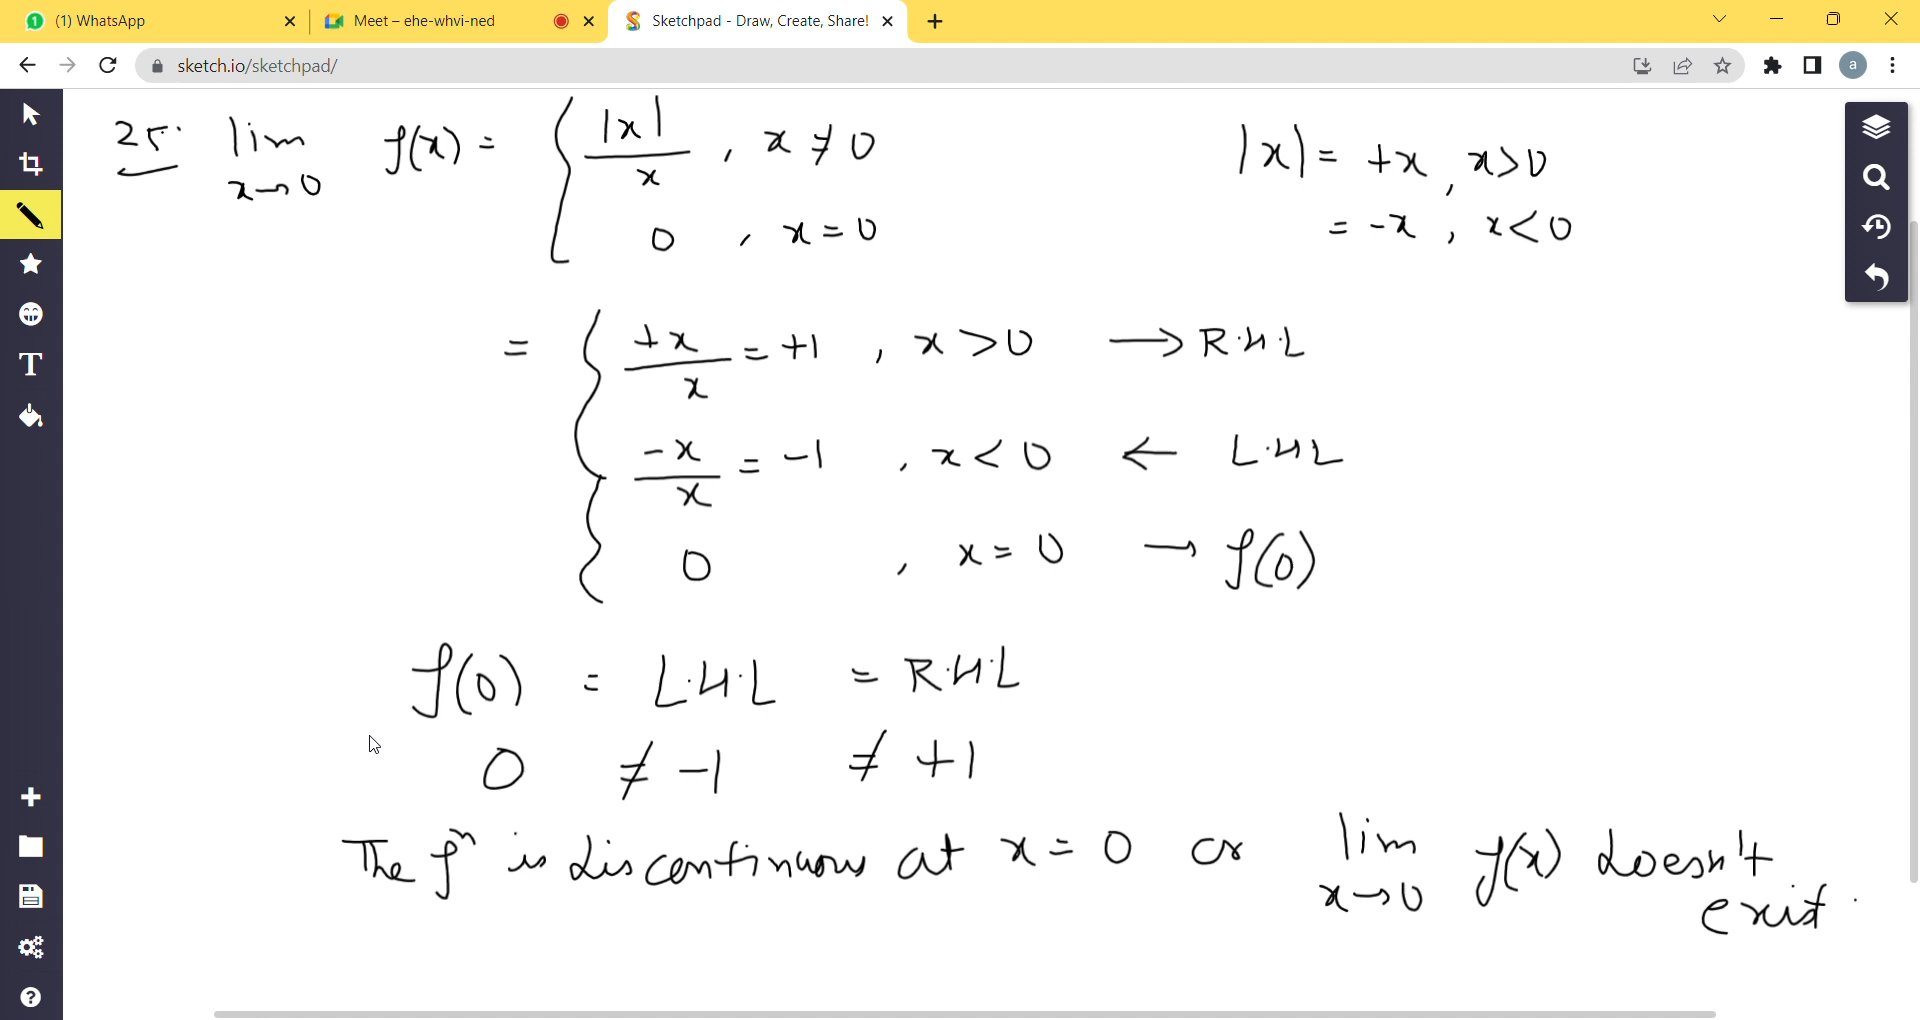 (1) WhatsApp
Meet – ehe-whvi-ned
Sketchpad - Draw, Create, Share!
sketch.io/sketchpad/
a
T
25. lim x→0 f(x) = { |x|/x , x ≠ 0
0 , x = 0
|x| = +x , x>0
= -x , x<0
= { +x/x = +1 , x > 0 → R.H.L
-x/x = -1 , x < 0 ← L.H.L
0 , x = 0 → f(0)
f(0) = L.H.L = R.H.L
0 ≠ -1 ≠ +1
The fⁿ is discontinuous at x = 0 or lim x→0 f(x) doesn't
exist.